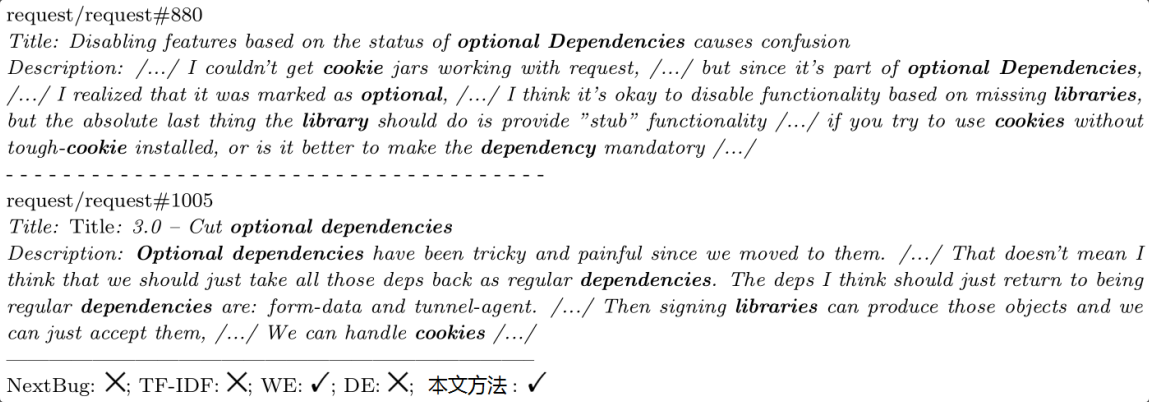 request/request#880
Title: Disabling features based on the status of optional Dependencies causes confusion
Description: /.../ I couldn't get cookie jars working with request, /.../ but since it's part of optional Dependencies,
/.../ I realized that it was marked as optional, /.../ I think it's okay to disable functionality based on missing libraries,
but the absolute last thing the library should do is provide "stub" functionality /.../ if you try to use cookies without
tough-cookie installed, or is it better to make the dependency mandatory /.../
- - - - - - - - - - - - - - - - - - - - - - - - - - - - - - - - - - - - - -
request/request#1005
Title: Title: 3.0 – Cut optional dependencies
Description: Optional dependencies have been tricky and painful since we moved to them. /.../ That doesn't mean I
think that we should just take all those deps back as regular dependencies. The deps I think should just return to being
regular dependencies are: form-data and tunnel-agent. /.../ Then signing libraries can produce those objects and we
can just accept them, /.../ We can handle cookies /.../
NextBug: ✕; TF-IDF: ✕; WE: ✓; DE: ✕; 本文方法: ✓